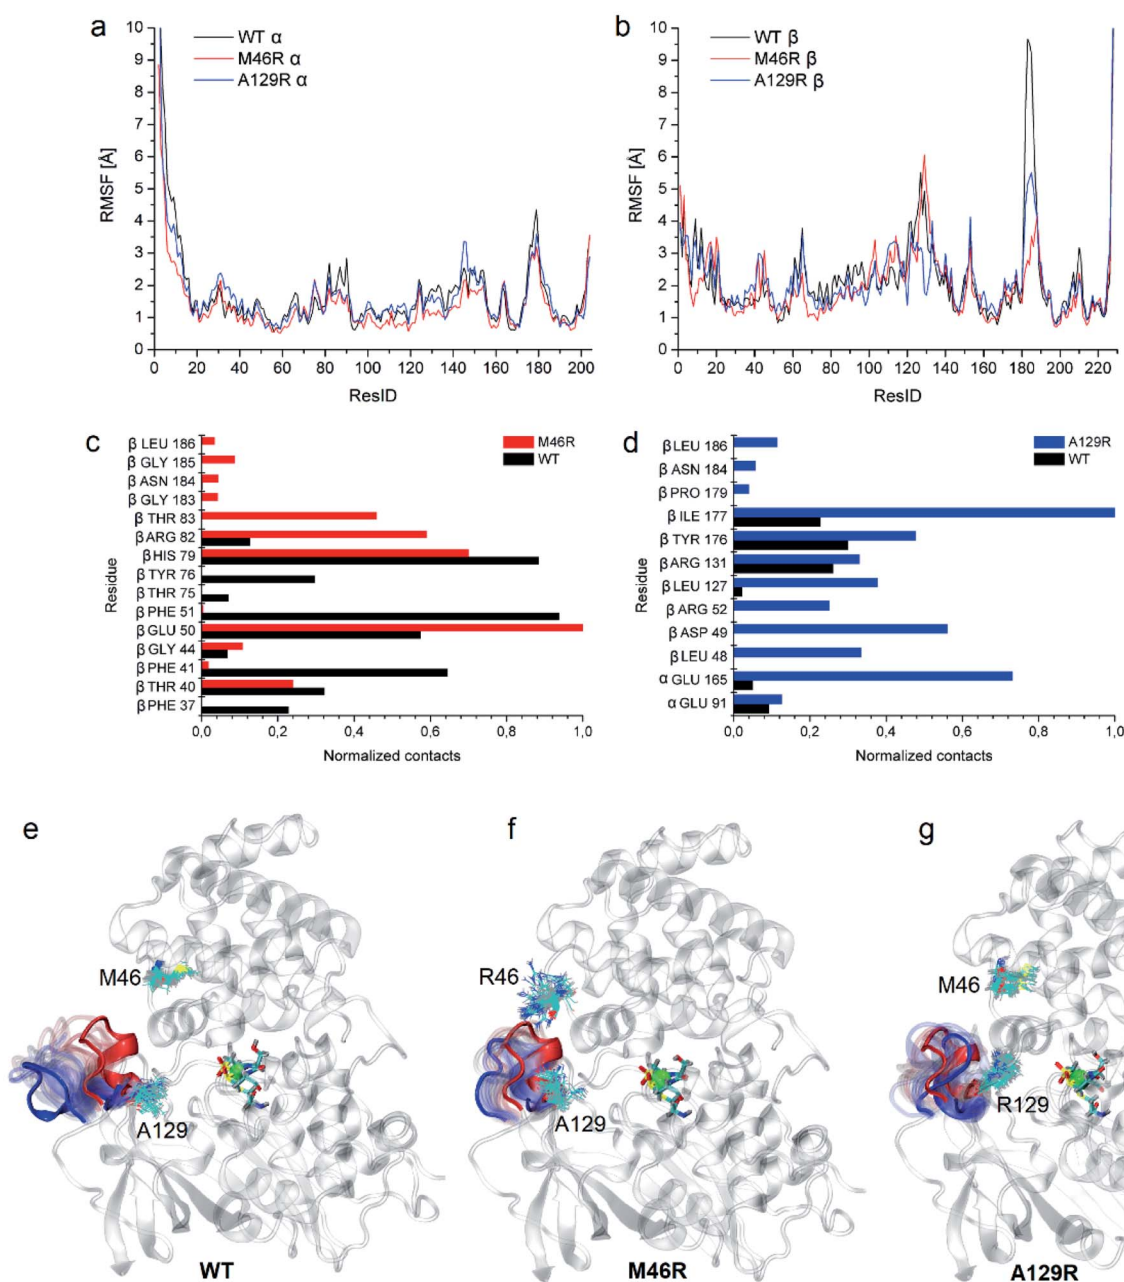 a
WT α
M46R α
A129R α
10
9
8
7
6
5
4
3
2
1
0
RMSF [Å]
0 20 40 60 80 100 120 140 160 180 200
ResID
b
WT β
M46R β
A129R β
10
9
8
7
6
5
4
3
2
1
0
RMSF [Å]
0 20 40 60 80 100 120 140 160 180 200 220
ResID
c
M46R
WT
β LEU 186
β GLY 185
β ASN 184
β GLY 183
β THR 83
β ARG 82
β HIS 79
β TYR 76
β THR 75
β PHE 51
β GLU 50
β GLY 44
β PHE 41
β THR 40
β PHE 37
Residue
0,0 0,2 0,4 0,6 0,8 1,0
Normalized contacts
d
A129R
WT
β LEU 186
β ASN 184
β PRO 179
β ILE 177
β TYR 176
β ARG 131
β LEU 127
β ARG 52
β ASP 49
β LEU 48
α GLU 165
α GLU 91
Residue
0,0 0,2 0,4 0,6 0,8 1,0
Normalized contacts
e
M46
A129
WT
f
R46
A129
M46R
g
M46
R129
A129R